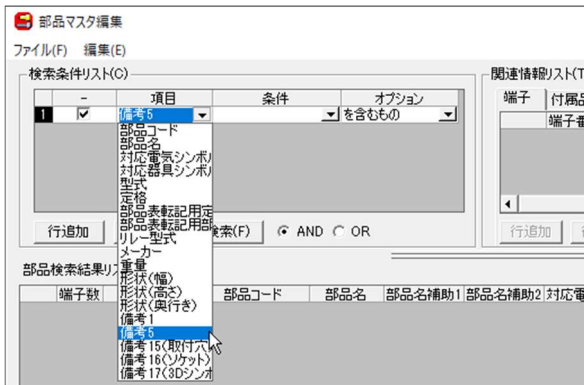 部品マスタ編集
ファイル(F) 編集(E)
検索条件リスト(C)
関連情報リスト(T
端子 付属品
- 項目 条件 オプション
端子番
1 備考5 を含むもの
部品コード
部品名
対応電気シンボル
対応器具シンボル
型式
定格
部品表転記用定
部品表転記用部
リレー型式
メーカー
重量
形状(幅)
形状(高さ)
形状(奥行き)
備考1
備考5
備考15(取付穴
備考16(ソケット)
備考17(3Dシンボ
行追加 検索(F) AND OR
行追加
部品検索結果リ
端子数 部品コード 部品名 部品名補助1 部品名補助2 対応電